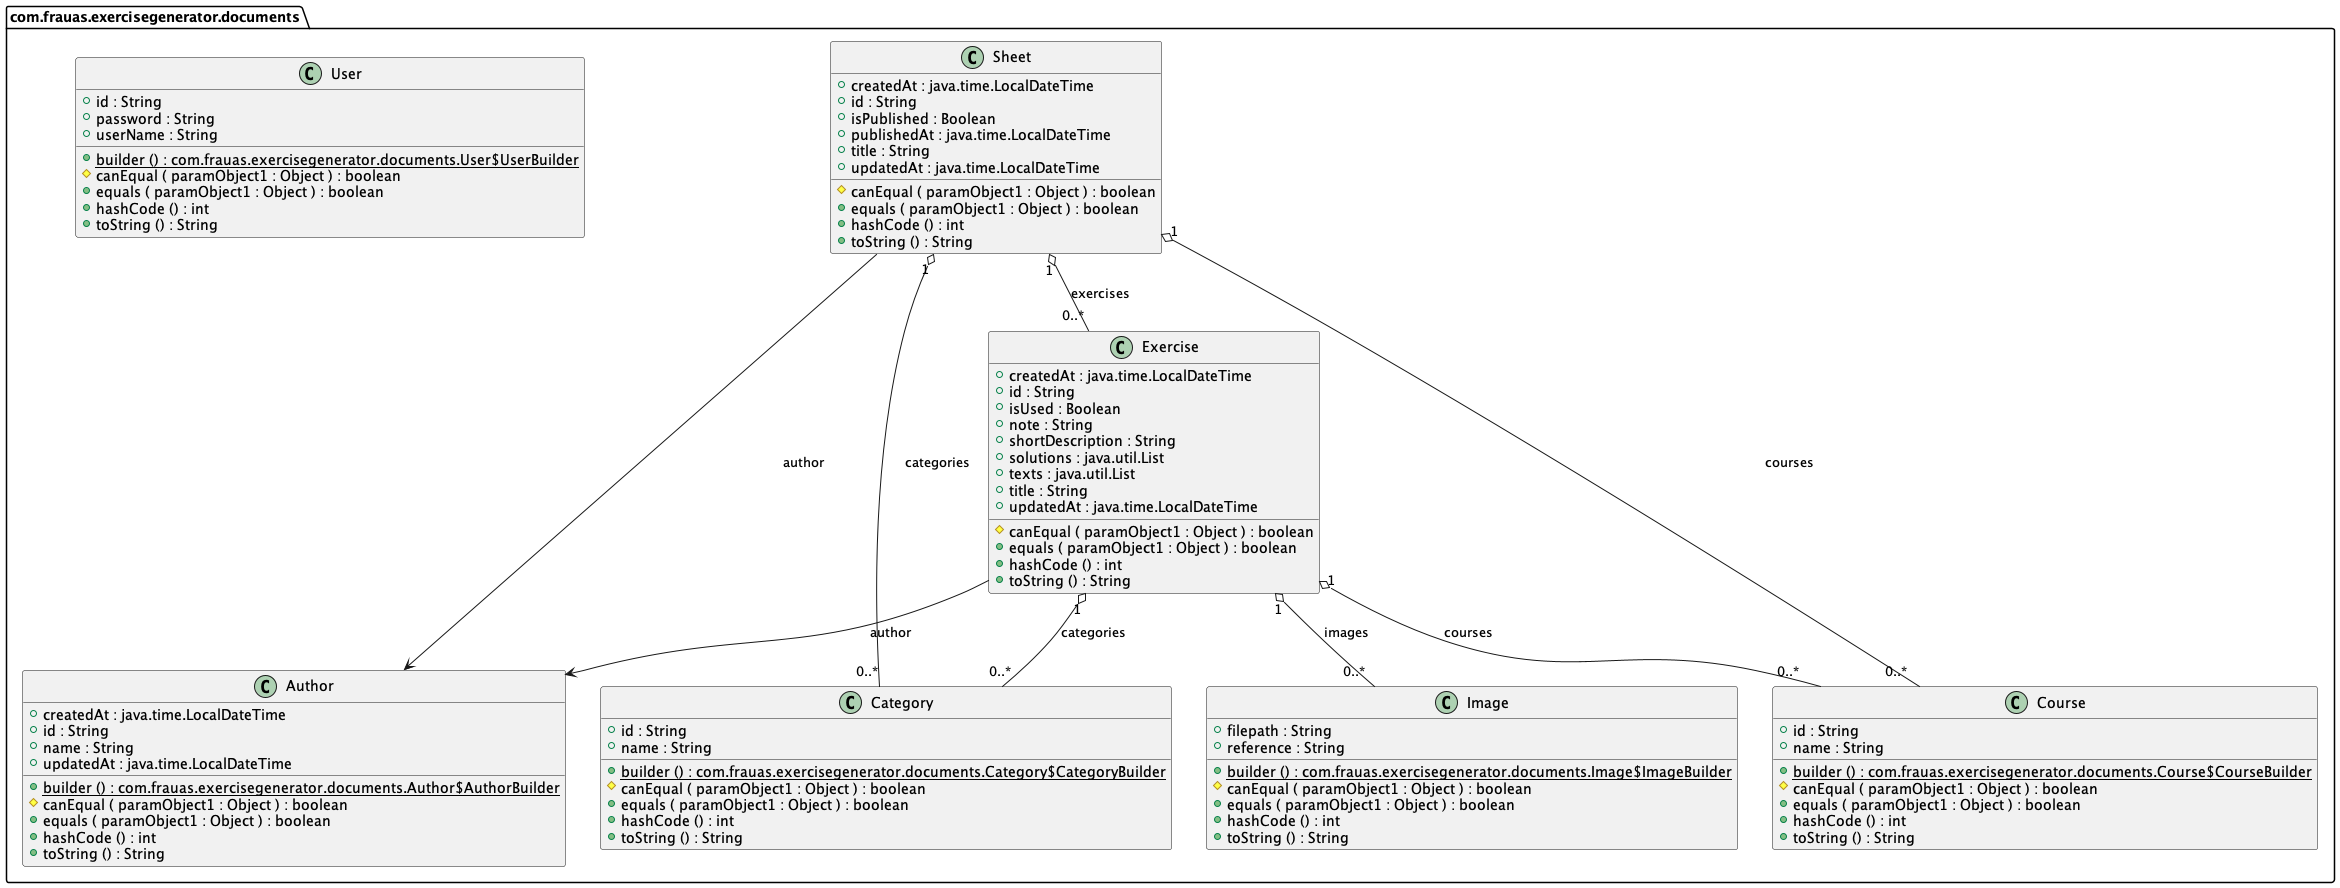 com.frauas.exercisegenerator.documents
C User
id : String
password : String
userName : String
builder () : com.frauas.exercisegenerator.documents.User$UserBuilder
canEqual ( paramObject1 : Object ) : boolean
equals ( paramObject1 : Object ) : boolean
hashCode () : int
toString () : String
C Sheet
createdAt : java.time.LocalDateTime
id : String
isPublished : Boolean
publishedAt : java.time.LocalDateTime
title : String
updatedAt : java.time.LocalDateTime
canEqual ( paramObject1 : Object ) : boolean
equals ( paramObject1 : Object ) : boolean
hashCode () : int
toString () : String
1
1
1
exercises
0..*
author
categories
courses
C Exercise
createdAt : java.time.LocalDateTime
id : String
isUsed : Boolean
note : String
shortDescription : String
solutions : java.util.List
texts : java.util.List
title : String
updatedAt : java.time.LocalDateTime
canEqual ( paramObject1 : Object ) : boolean
equals ( paramObject1 : Object ) : boolean
hashCode () : int
toString () : String
1
1
1
author
categories
images
courses
0..*
0..*
0..*
0..*
0..*
C Author
createdAt : java.time.LocalDateTime
id : String
name : String
updatedAt : java.time.LocalDateTime
builder () : com.frauas.exercisegenerator.documents.Author$AuthorBuilder
canEqual ( paramObject1 : Object ) : boolean
equals ( paramObject1 : Object ) : boolean
hashCode () : int
toString () : String
C Category
id : String
name : String
builder () : com.frauas.exercisegenerator.documents.Category$CategoryBuilder
canEqual ( paramObject1 : Object ) : boolean
equals ( paramObject1 : Object ) : boolean
hashCode () : int
toString () : String
C Image
filepath : String
reference : String
builder () : com.frauas.exercisegenerator.documents.Image$ImageBuilder
canEqual ( paramObject1 : Object ) : boolean
equals ( paramObject1 : Object ) : boolean
hashCode () : int
toString () : String
C Course
id : String
name : String
builder () : com.frauas.exercisegenerator.documents.Course$CourseBuilder
canEqual ( paramObject1 : Object ) : boolean
equals ( paramObject1 : Object ) : boolean
hashCode () : int
toString () : String